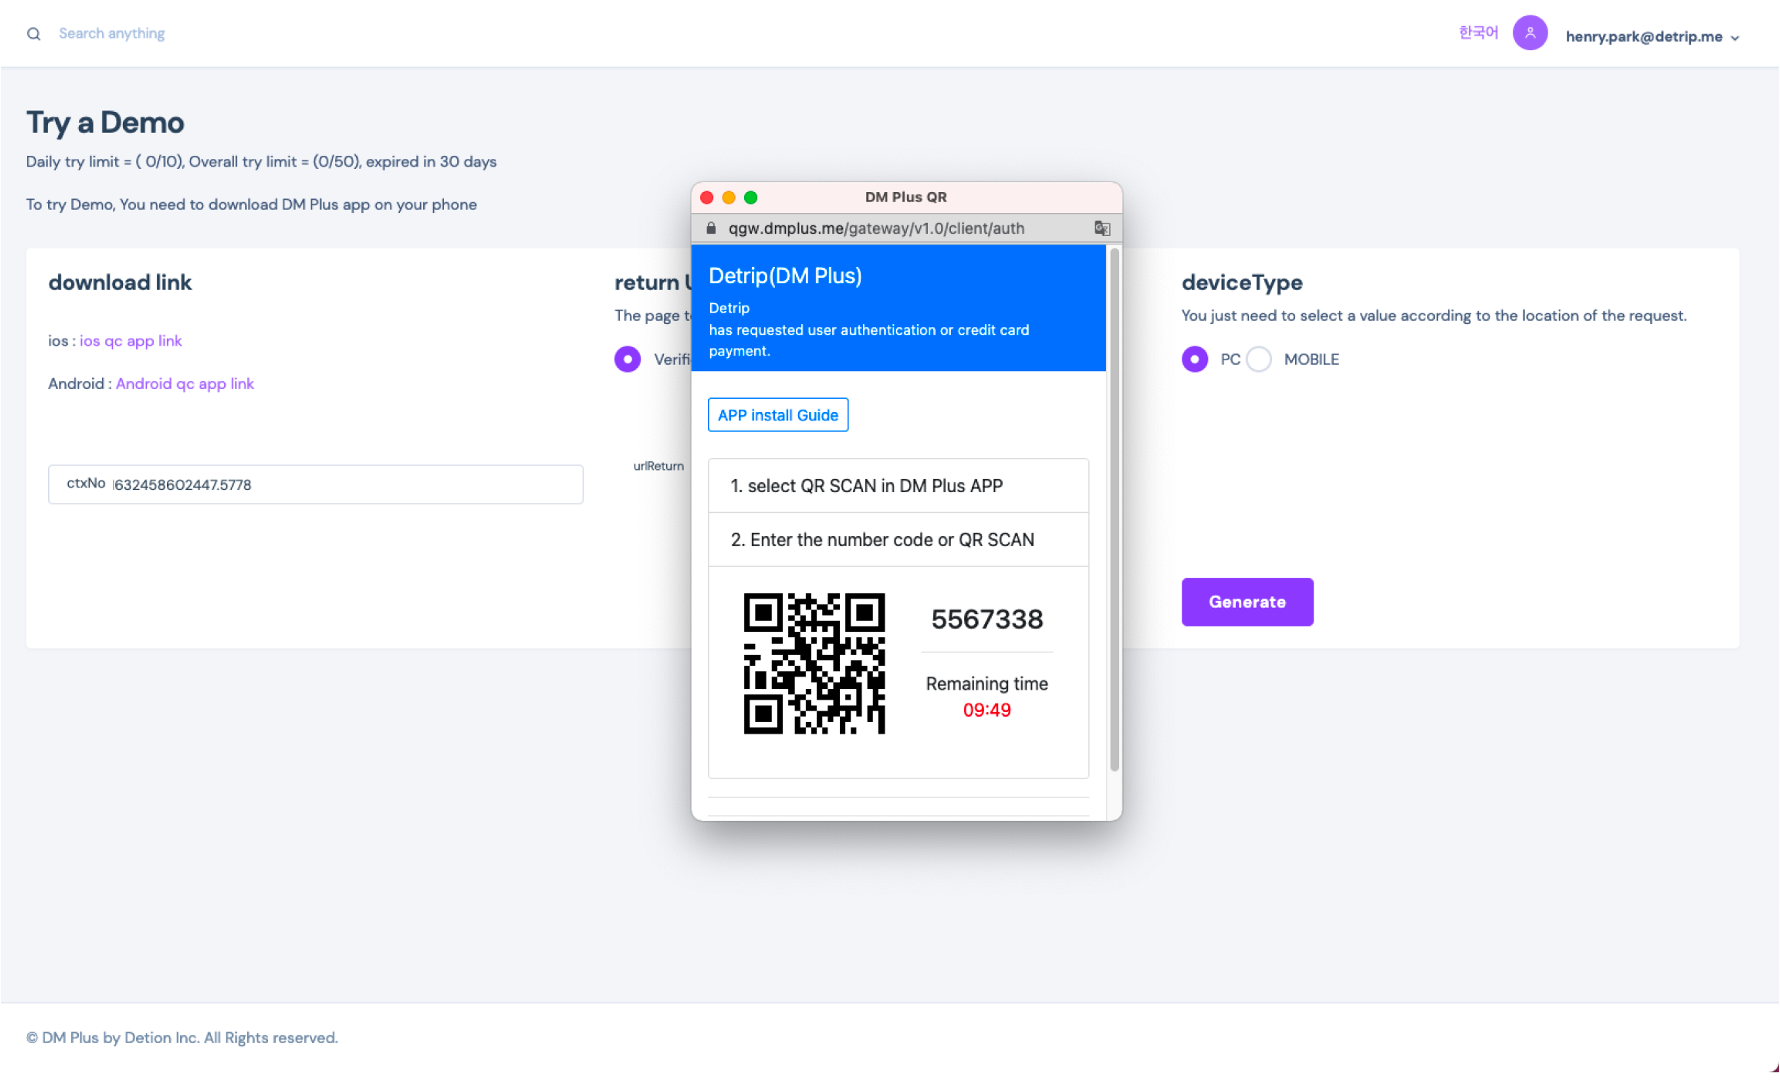 Search anything
한국어
henry.park@detrip.me
Try a Demo
Daily try limit = ( 0/10), Overall try limit = (0/50), expired in 30 days
To try Demo, You need to download DM Plus app on your phone
download link
ios : ios qc app link
Android : Android qc app link
ctxNo 1632458602447.5778
return
The page
urlReturn
DM Plus QR
qgw.dmplus.me/gateway/v1.0/client/auth
Detrip(DM Plus)
Detrip
has requested user authentication or credit card
payment.
APP install Guide
1. select QR SCAN in DM Plus APP
2. Enter the number code or QR SCAN
5567338
Remaining time
09:49
deviceType
You just need to select a value according to the location of the request.
PC
MOBILE
Generate
© DM Plus by Detion Inc. All Rights reserved.